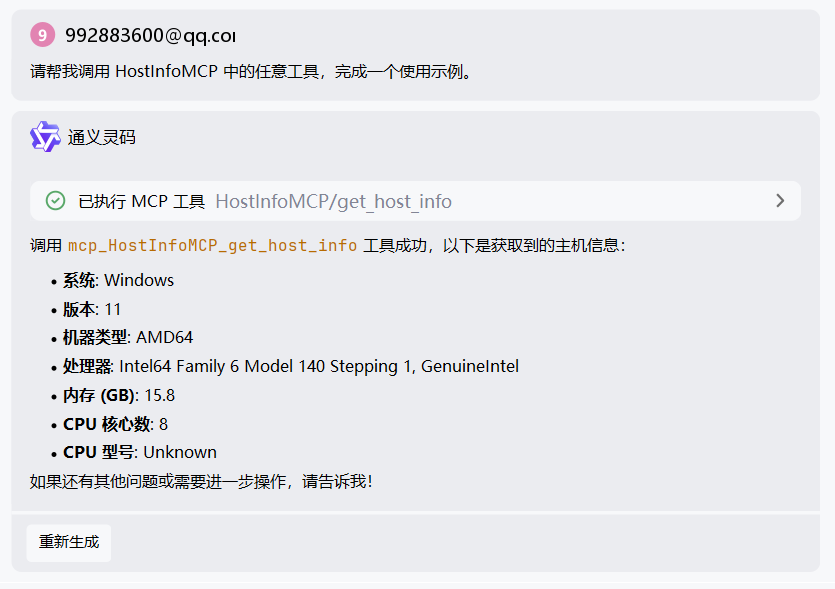 9 992883600@qq.coı
请帮我调用 HostInfoMCP 中的任意工具，完成一个使用示例。
通义灵码
已执行 MCP 工具 HostInfoMCP/get_host_info
调用 mcp_HostInfoMCP_get_host_info 工具成功，以下是获取到的主机信息：
• 系统: Windows
• 版本: 11
• 机器类型: AMD64
• 处理器: Intel64 Family 6 Model 140 Stepping 1, GenuineIntel
• 内存 (GB): 15.8
• CPU 核心数: 8
• CPU 型号: Unknown
如果还有其他问题或需要进一步操作，请告诉我！
重新生成